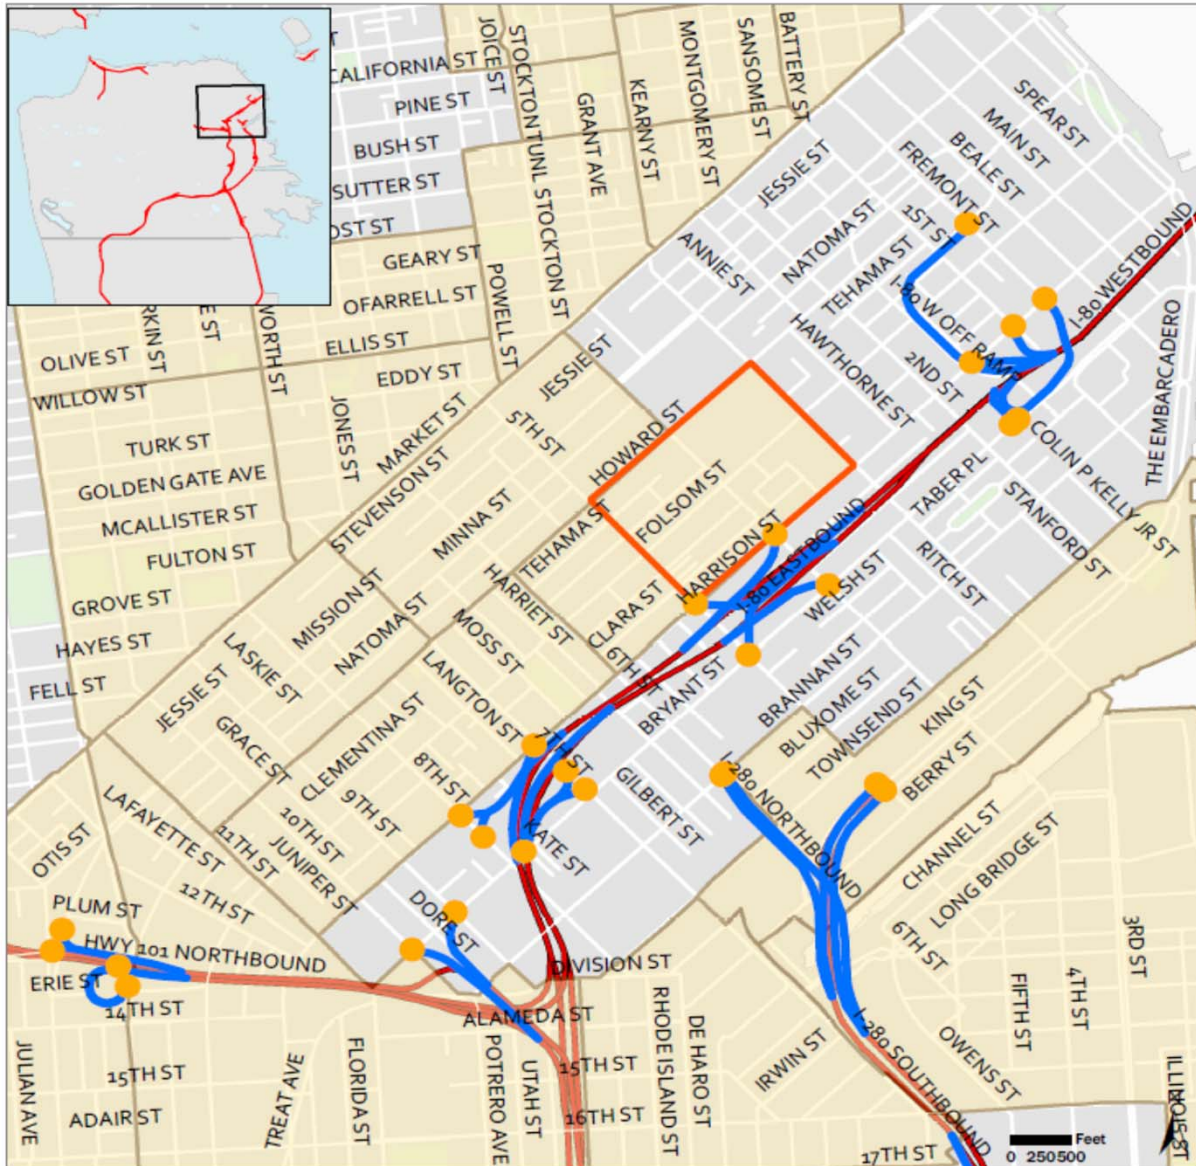 JOICE ST
STOCKTONTUNL
STOCKTON ST
GRANT AVE
KEARNY ST
MONTGOMERY ST
SANSOME ST
BATTERY ST
T
CALIFORNIA ST
PINE ST
BUSH ST
SUTTER ST
OST ST
GEARY ST
OFARRELL ST
POWELL ST
ELLIS ST
EDDY ST
RKIN ST
E ST
WORTH ST
OLIVE ST
WILLOW ST
TURK ST
GOLDEN GATE AVE
MCALLISTER ST
FULTON ST
GROVE ST
HAYES ST
FELL ST
JONES ST
MARKET ST
STEVENSON ST
JESSIE ST
5TH ST
MINNA ST
TEHAMA ST
HOWARD ST
FOLSOM ST
HARRISON ST
CLARA ST
HARRIET ST
6TH ST
MOSS ST
LANGTON ST
MISSION ST
NATOMA ST
LASKIE ST
JESSIE ST
GRACE ST
CLEMENTINA ST
8TH ST
9TH ST
10TH ST
JUNIPER ST
11TH ST
LAFAYETTE ST
12TH ST
OTIS ST
PLUM ST
HWY 101 NORTHBOUND
ERIE ST
14TH ST
15TH ST
ADAIR ST
JULIAN AVE
TREAT AVE
FLORIDA ST
POTRERO AVE
UTAH ST
ALAMEDA ST
DIVISION ST
15TH ST
16TH ST
RHODE ISLAND ST
DE HARO ST
IRWIN ST
17TH ST
DORE ST
KATE ST
7TH ST
GILBERT ST
BRYANT ST
I-80 EASTBOUND
WELSH ST
BRANNAN ST
BLUXOME ST
TOWNSEND ST
KING ST
BERRY ST
I-280 NORTHBOUND
CHANNEL ST
LONG BRIDGE ST
6TH ST
I-280 SOUTHBOUND
OWENS ST
FIFTH ST
4TH ST
3RD ST
ILLINOIS ST
JESSIE ST
ANNIE ST
NATOMA ST
TEHAMA ST
HAWTHORNE ST
2ND ST
1ST ST
FREMONT ST
BEALE ST
MAIN ST
SPEAR ST
I-80 W OFF RAMP
I-80 WESTBOUND
THE EMBARCADERO
COLIN P KELLY JR ST
STANFORD ST
TABER PL
RITCH ST
Feet
0 250500